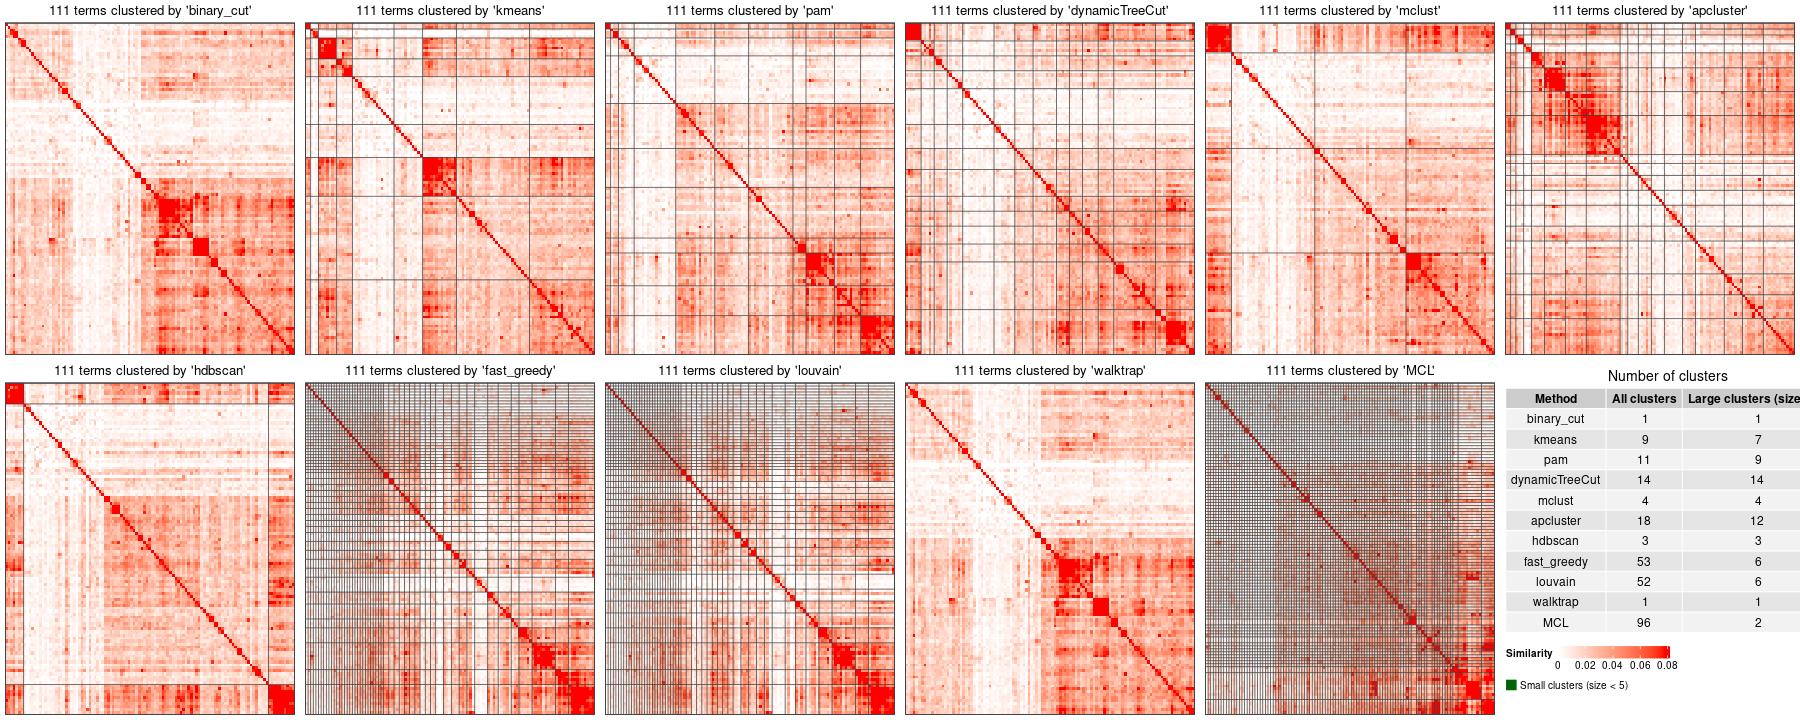 111 terms clustered by 'binary_cut'
111 terms clustered by 'kmeans'
111 terms clustered by 'pam'
111 terms clustered by 'dynamicTreeCut'
111 terms clustered by 'mclust'
111 terms clustered by 'apcluster'
111 terms clustered by 'hdbscan'
111 terms clustered by 'fast_greedy'
111 terms clustered by 'louvain'
111 terms clustered by 'walktrap'
111 terms clustered by 'MCL'
Number of clusters
Method All clusters Large clusters (size
binary_cut 1 1
kmeans 9 7
pam 11 9
dynamicTreeCut 14 14
mclust 4 4
apcluster 18 12
hdbscan 3 3
fast_greedy 53 6
louvain 52 6
walktrap 1 1
MCL 96 2
Similarity
0 0.02 0.04 0.06 0.08
Small clusters (size < 5)